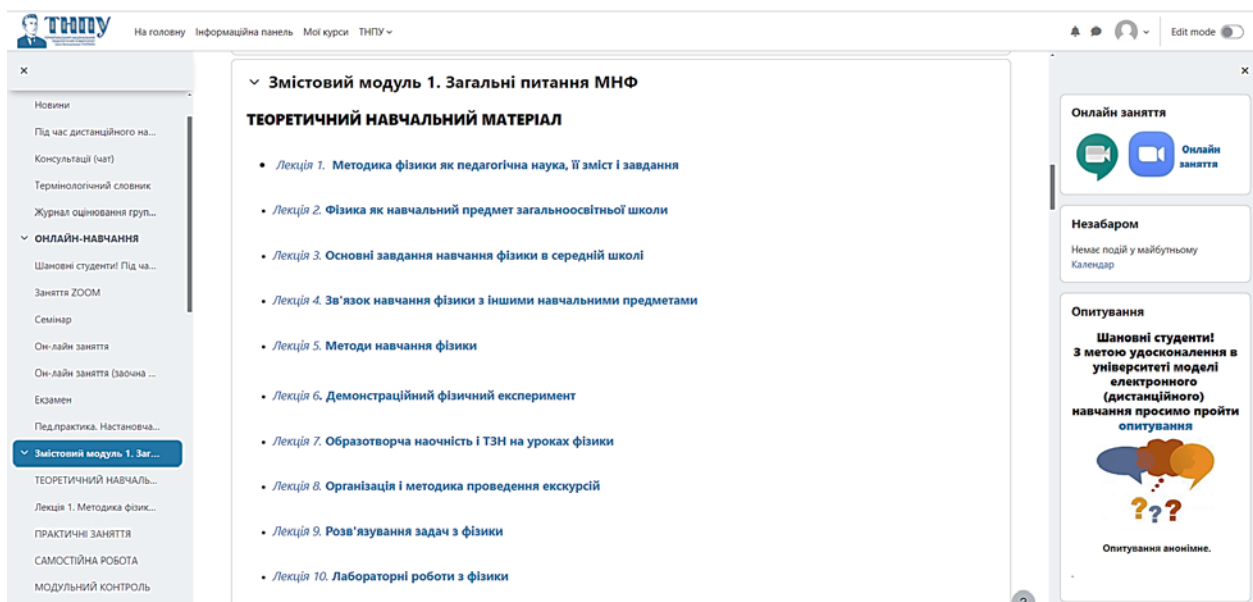 ТНПУ
На головну Інформаційна панель Мої курси ТНПУ
Edit mode
Новини
Під час дистанційного на...
Консультації (чат)
Термінологічний словник
Журнал оцінювання груп...
ОНЛАЙН-НАВЧАННЯ
Шановні студенти! Під ча...
Заняття ZOOM
Семінар
Он-лайн заняття
Он-лайн заняття (заочна ...
Екзамен
Пед.практика. Настановча...
Змістовий модуль 1. Заг...
ТЕОРЕТИЧНИЙ НАВЧАЛЬ...
Лекція 1. Методика фізик...
ПРАКТИЧНІ ЗАНЯТТЯ
САМОСТІЙНА РОБОТА
МОДУЛЬНИЙ КОНТРОЛЬ
Змістовий модуль 1. Загальні питання МНФ
ТЕОРЕТИЧНИЙ НАВЧАЛЬНИЙ МАТЕРІАЛ
Лекція 1. Методика фізики як педагогічна наука, її зміст і завдання
Лекція 2. Фізика як навчальний предмет загальноосвітньої школи
Лекція 3. Основні завдання навчання фізики в середній школі
Лекція 4. Зв'язок навчання фізики з іншими навчальними предметами
Лекція 5. Методи навчання фізики
Лекція 6. Демонстраційний фізичний експеримент
Лекція 7. Образотворча наочність і ТЗН на уроках фізики
Лекція 8. Організація і методика проведення екскурсій
Лекція 9. Розв'язування задач з фізики
Лекція 10. Лабораторні роботи з фізики
Онлайн заняття
Онлайн
заняття
Незабаром
Немає подій у майбутньому
Календар
Опитування
Шановні студенти!
З метою удосконалення в
університеті моделі
електронного
(дистанційного)
навчання просимо пройти
опитування
???
Опитування анонімне.
.